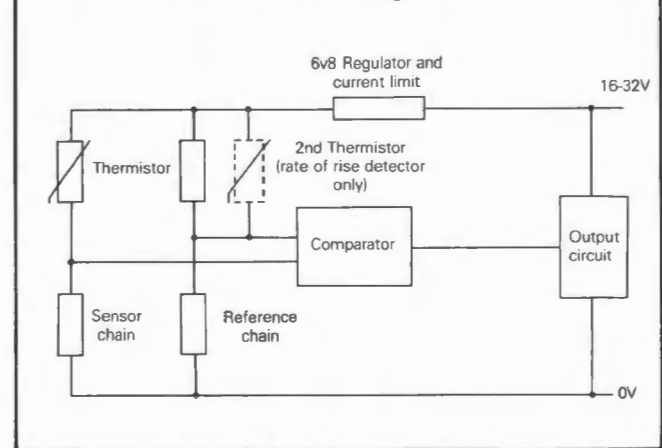 6v8 Regulator and
current limit
16-32V
Thermistor
2nd Thermistor
(rate of rise detector
only)
Comparator
Output
circuit
Sensor
chain
Reference
chain
0V